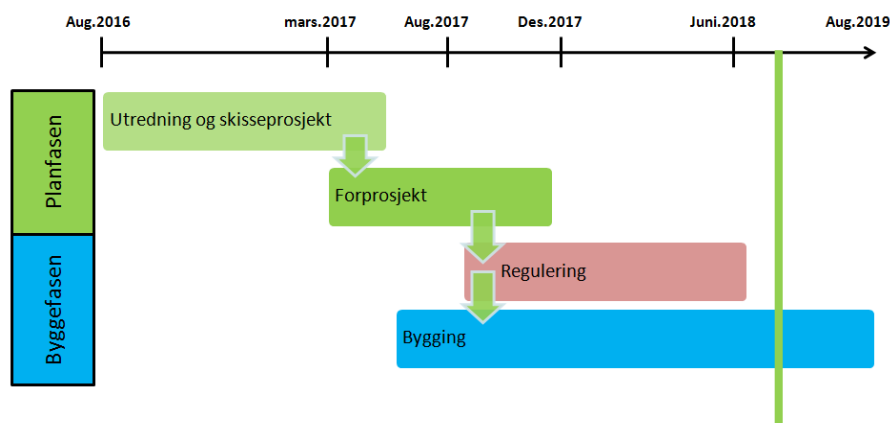 Aug.2016
mars.2017
Aug.2017
Des.2017
Juni.2018
Aug.2019
Planfasen
Utredning og skisseprosjekt
Forprosjekt
Byggefasen
Regulering
Bygging